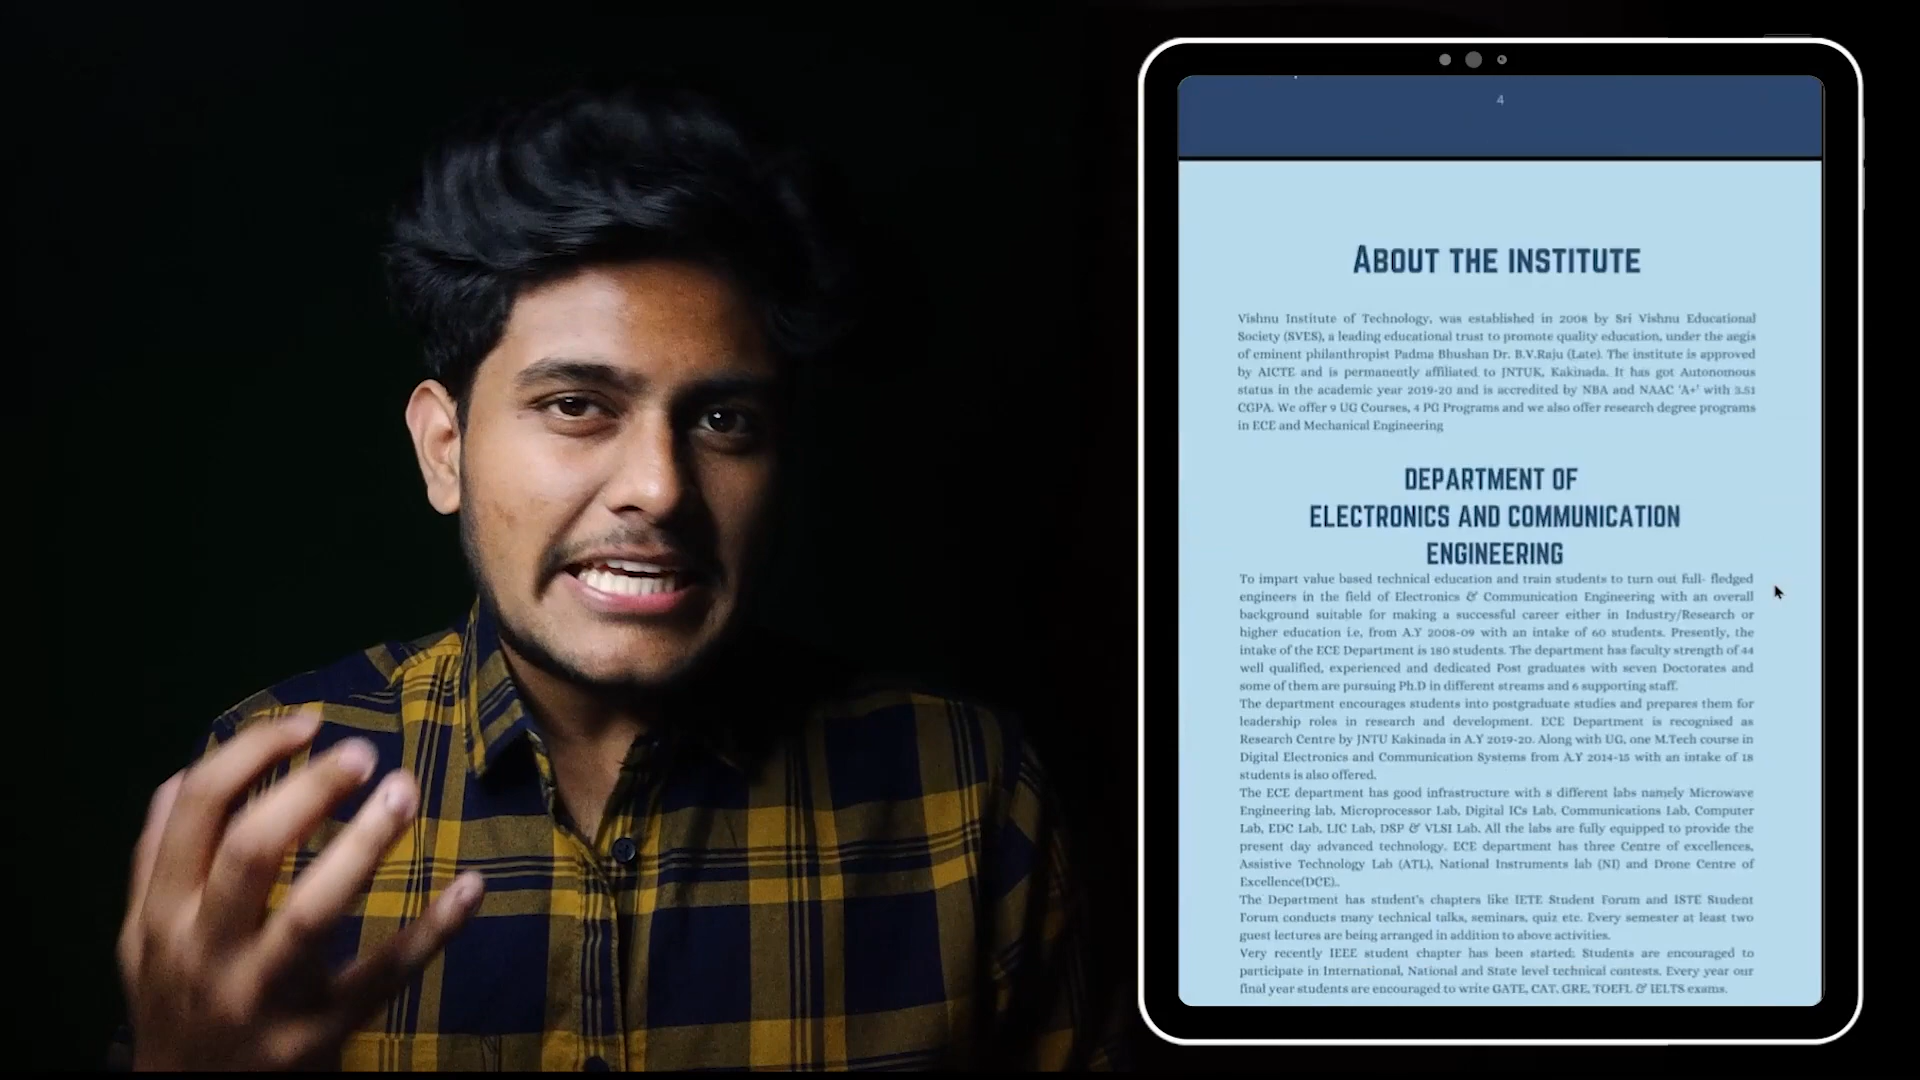 4
ABOUT THE INSTITUTE
Vishnu Institute of Technology, was established in 2008 by Sri Vishnu Educational
Society (SVES), a leading educational trust to promote quality education, under the aegis
of eminent philanthropist Padma Bhushan Dr. B.V.Raju (Late). The institute is approved
by AICTE and is permanently affiliated to JNTUK, Kakinada. It has got Autonomous
status in the academic year 2019-20 and is accredited by NBA and NAAC 'A+' with 3.51
CGPA. We offer 9 UG Courses, 4 PG Programs and we also offer research degree programs
in ECE and Mechanical Engineering
DEPARTMENT OF
ELECTRONICS AND COMMUNICATION
ENGINEERING
To impart value based technical education and train students to turn out full- fledged
engineers in the field of Electronics & Communication Engineering with an overall
background suitable for making a successful career either in Industry/Research or
higher education i.e, from A.Y 2008-09 with an intake of 60 students. Presently, the
intake of the ECE Department is 180 students. The department has faculty strength of 44
well qualified, experienced and dedicated Post graduates with seven Doctorates and
some of them are pursuing Ph.D in different streams and 6 supporting staff.
The department encourages students into postgraduate studies and prepares them for
leadership roles in research and development. ECE Department is recognised as
Research Centre by JNTU Kakinada in A.Y 2019-20. Along with UG, one M.Tech course in
Digital Electronics and Communication Systems from A.Y 2014-15 with an intake of 18
students is also offered.
The ECE department has good infrastructure with 8 different labs namely Microwave
Engineering lab, Microprocessor Lab, Digital ICs Lab, Communications Lab, Computer
Lab, EDC Lab, LIC Lab, DSP & VLSI Lab. All the labs are fully equipped to provide the
present day advanced technology. ECE department has three Centre of excellences,
Assistive Technology Lab (ATL), National Instruments lab (NI) and Drone Centre of
Excellence(DCE)..
The Department has student's chapters like IETE Student Forum and ISTE Student
Forum conducts many technical talks, seminars, quiz etc. Every semester at least two
guest lectures are being arranged in addition to above activities.
Very recently IEEE student chapter has been started: Students are encouraged to
participate in International, National and State level technical contests. Every year our
final year students are encouraged to write GATE, CAT, GRE, TOEFL & IELTS exams.